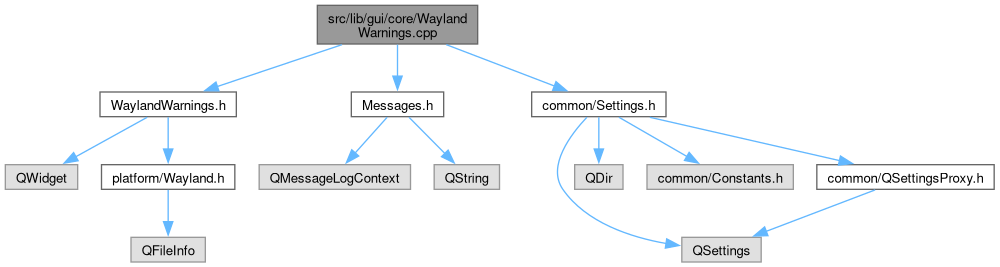 src/lib/gui/core/Wayland
Warnings.cpp
WaylandWarnings.h
Messages.h
common/Settings.h
QWidget
platform/Wayland.h
QMessageLogContext
QString
QDir
common/Constants.h
common/QSettingsProxy.h
QFileInfo
QSettings